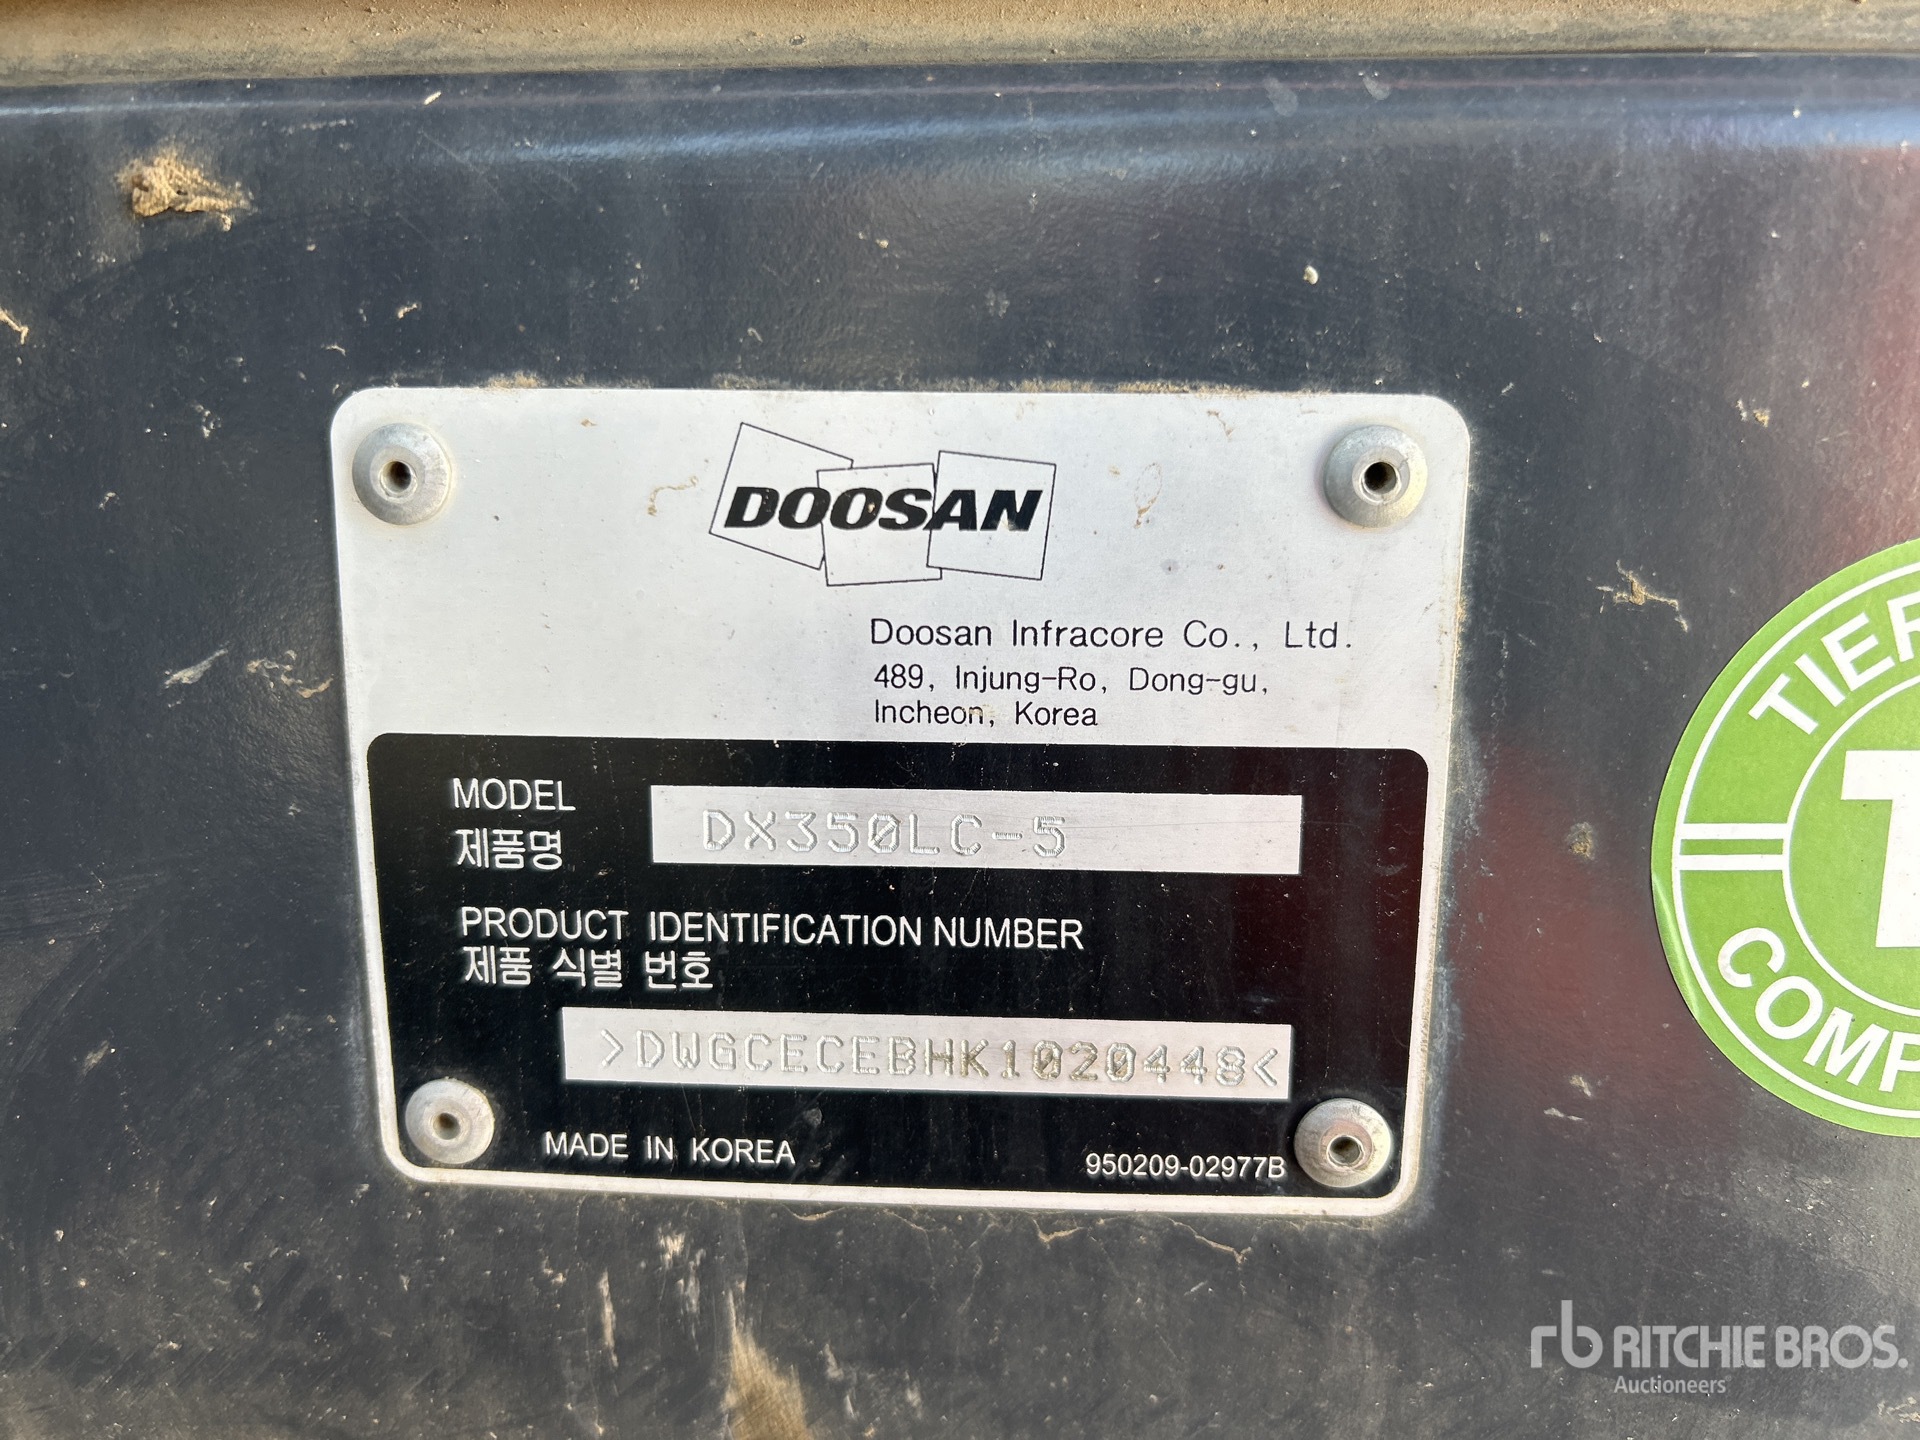 DOOSAN
Doosan Infracore Co., Ltd.
489, Injung-Ro, Dong-gu,
Incheon, Korea
MODEL
제품명
DX350LC-5
PRODUCT IDENTIFICATION NUMBER
제품 식별 번호
>DWGCECEBHK1020448<
MADE IN KOREA
950209-02977B
TIER
COMP
rb RITCHIE BROS.
Auctioneers